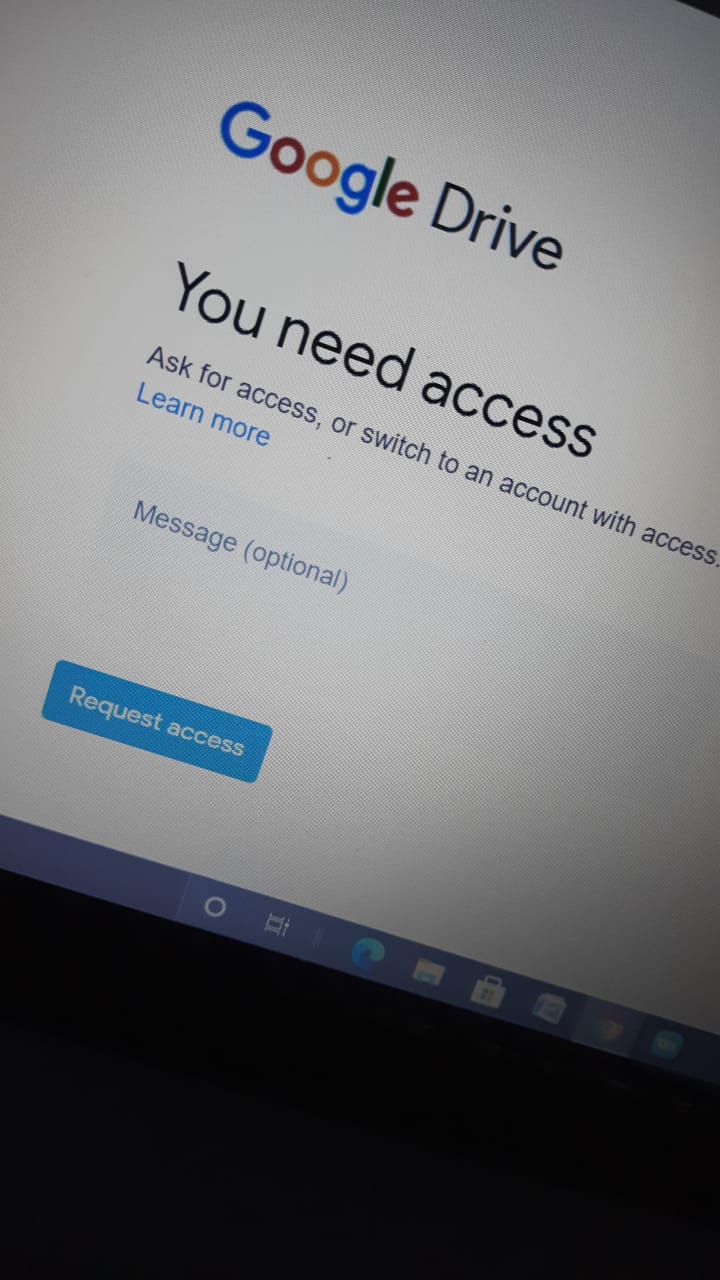 Google Drive
You need access
Ask for access, or switch to an account with access.
Learn more
Message (optional)
Request access